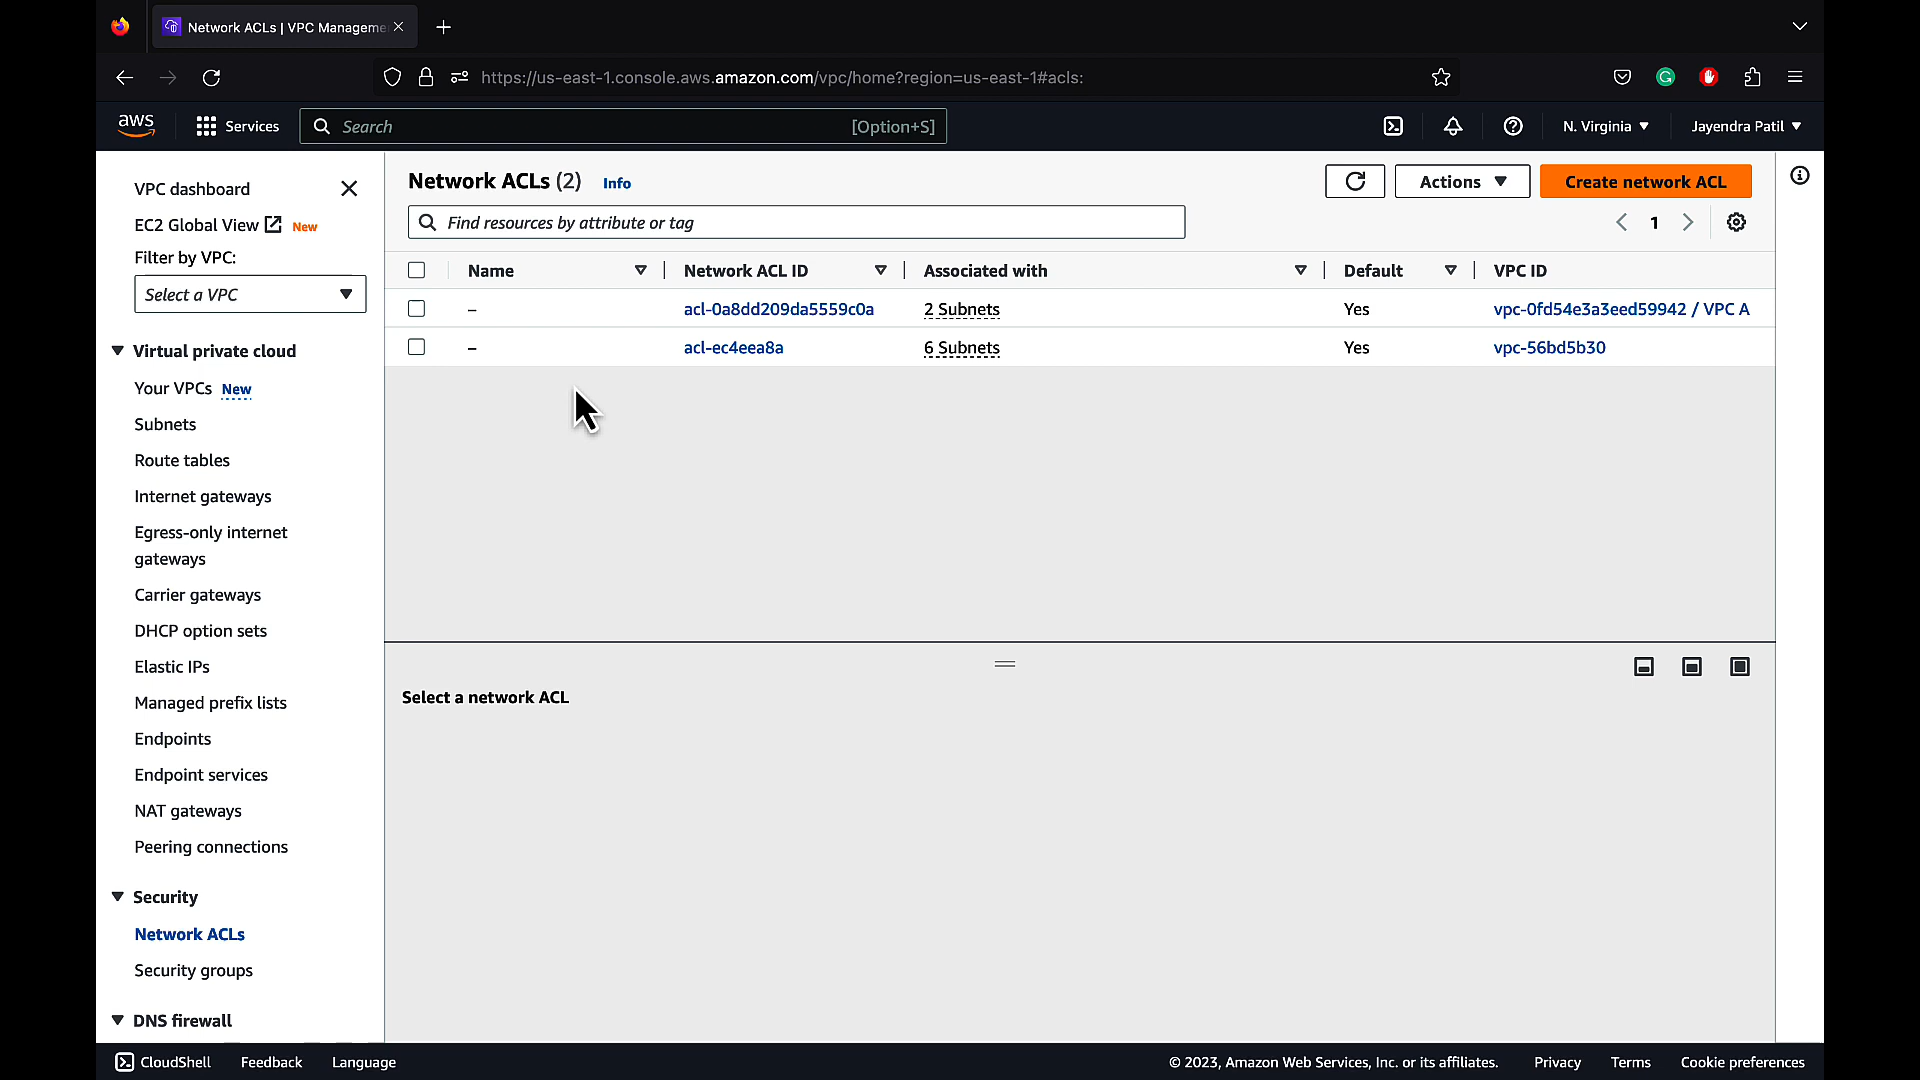 Network ACLs | VPC Manageme
https://us-east-1.console.aws.amazon.com/vpc/home?region=us-east-1#acls:
aws
Services
Search
[Option+S]
N. Virginia
Jayendra Patil
VPC dashboard
EC2 Global View New
Filter by VPC:
Select a VPC
Virtual private cloud
Your VPCs New
Subnets
Route tables
Internet gateways
Egress-only internet
gateways
Carrier gateways
DHCP option sets
Elastic IPs
Managed prefix lists
Endpoints
Endpoint services
NAT gateways
Peering connections
Security
Network ACLs
Security groups
DNS firewall
Network ACLs (2) Info
Actions
Create network ACL
Find resources by attribute or tag
1
Name Network ACL ID Associated with Default VPC ID
– acl-0a8dd209da5559c0a 2 Subnets Yes vpc-0fd54e3a3eed59942 / VPC A
– acl-ec4eea8a 6 Subnets Yes vpc-56bd5b30
Select a network ACL
CloudShell Feedback Language
© 2023, Amazon Web Services, Inc. or its affiliates. Privacy Terms Cookie preferences